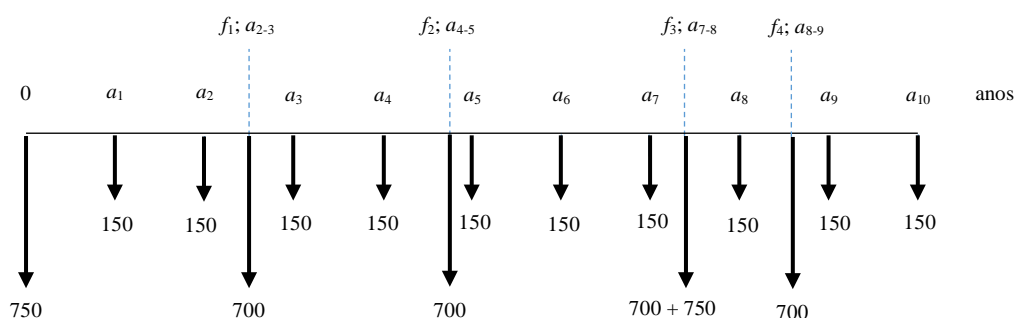 f1; a2-3 f2; a4-5 f3; a7-8 f4; a8-9
0 a1 a2 a3 a4 a5 a6 a7 a8 a9 a10 anos
150 150 150 150 150 150 150 150 150 150
750 700 700 700 + 750 700